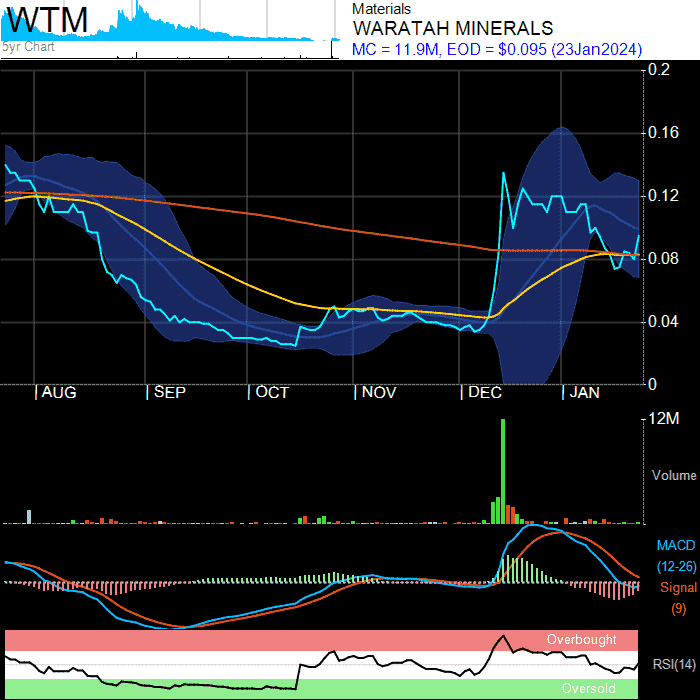 WTM
5yr Chart
Materials
WARATAH MINERALS
MC = 11.9M, EOD = $0.095 (23Jan2024)
0.2
0.16
0.12
0.08
0.04
0
AUG SEP OCT NOV DEC JAN
12M
Volume
MACD
(12-26)
Signal
(9)
Overbought
RSI(14)
Oversold